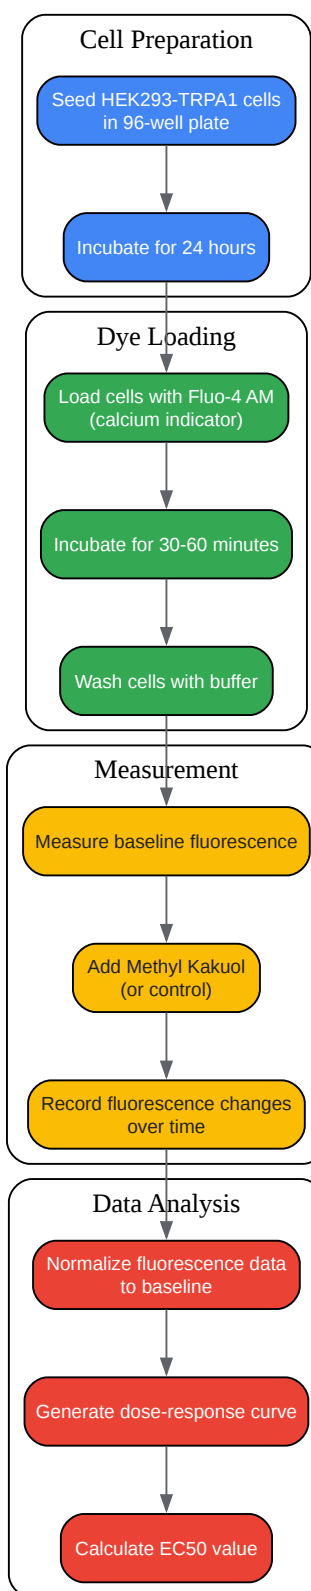 Cell Preparation
Seed HEK293-TRPA1 cells
in 96-well plate
Incubate for 24 hours
Dye Loading
Load cells with Fluo-4 AM
(calcium indicator)
Incubate for 30-60 minutes
Wash cells with buffer
Measurement
Measure baseline fluorescence
Add Methyl Kakuol
(or control)
Record fluorescence changes
over time
Data Analysis
Normalize fluorescence data
to baseline
Generate dose-response curve
Calculate EC50 value